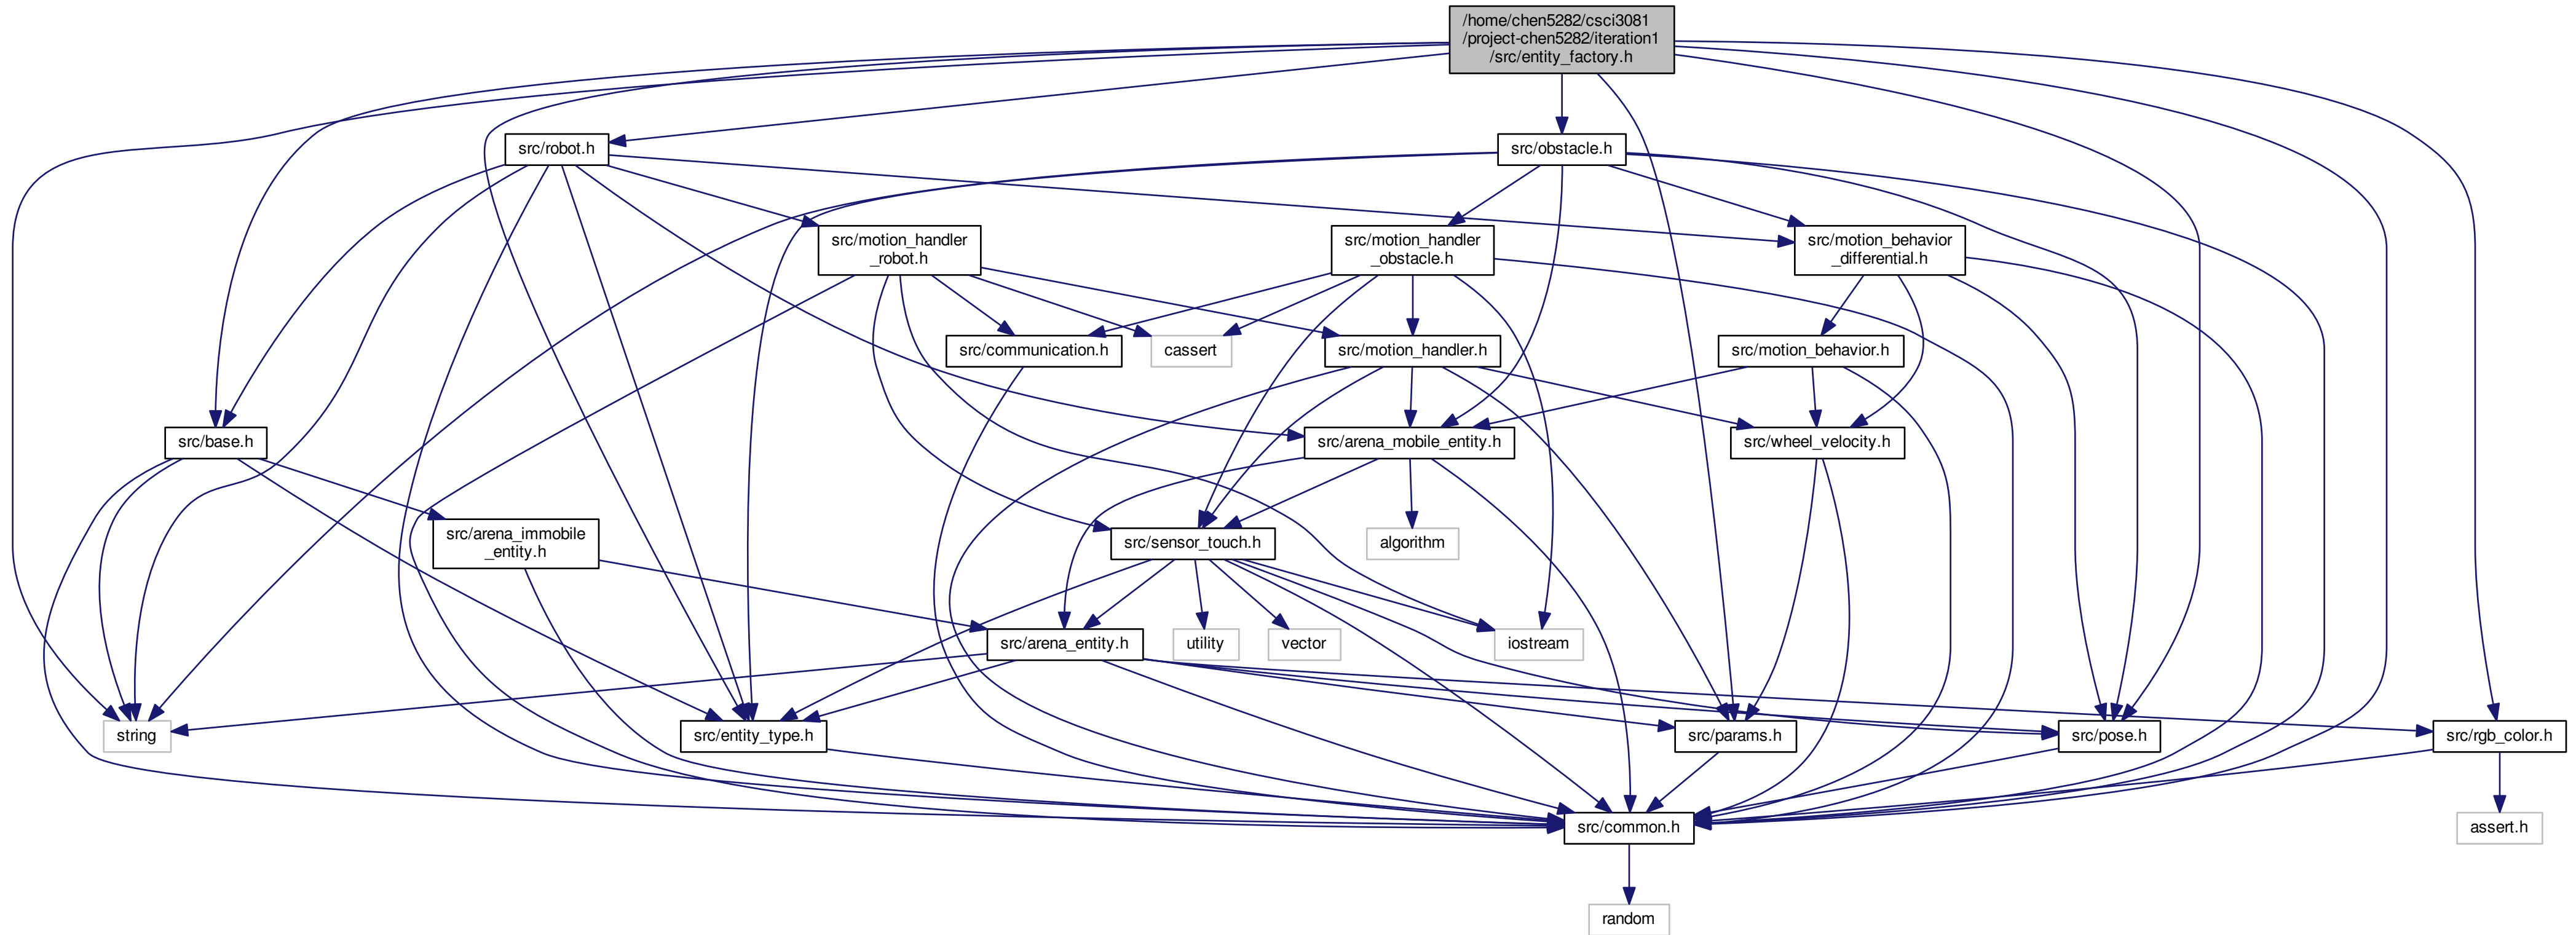 /home/chen5282/csci3081
/project-chen5282/iteration1
/src/entity_factory.h
src/robot.h
src/obstacle.h
src/motion_handler
_robot.h
src/motion_handler
_obstacle.h
src/motion_behavior
_differential.h
src/communication.h
cassert
src/motion_handler.h
src/motion_behavior.h
src/base.h
src/arena_mobile_entity.h
src/wheel_velocity.h
src/arena_immobile
_entity.h
src/sensor_touch.h
algorithm
src/arena_entity.h
utility
vector
iostream
string
src/entity_type.h
src/params.h
src/pose.h
src/rgb_color.h
src/common.h
assert.h
random